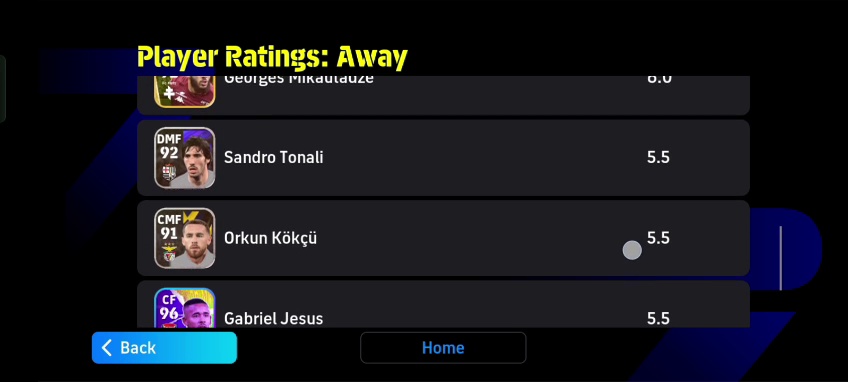 Player Ratings: Away
Georges Mikautadze 6.0
DMF
92
Sandro Tonali 5.5
CMF
91
Orkun Kökçü 5.5
CF
96
Gabriel Jesus 5.5
Back
Home